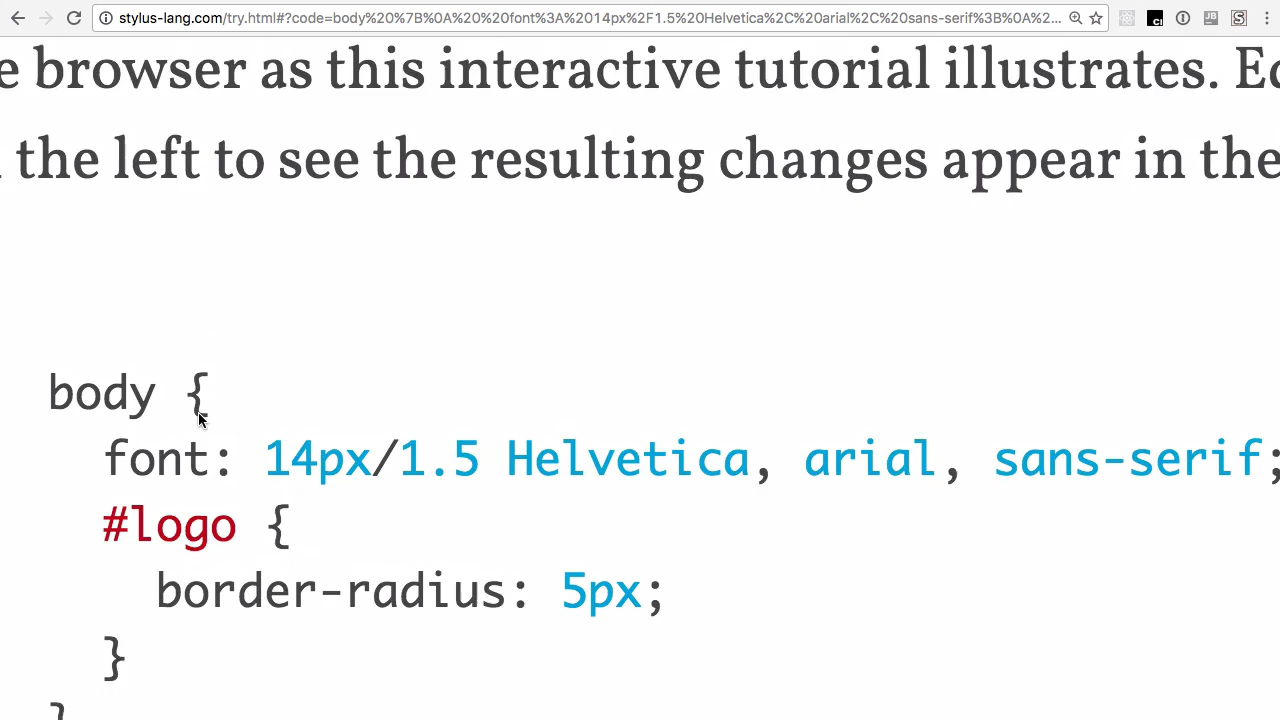 stylus-lang.com/try.html#?code=body%20%7B%0A%20%20font%3A%2014px%2F1.5%20Helvetica%2C%20arial%2C%20sans-serif%3B%0A%2...
e browser as this interactive tutorial illustrates. Ed
the left to see the resulting changes appear in the
body {
font: 14px/1.5 Helvetica, arial, sans-serif;
#logo {
border-radius: 5px;
}
}